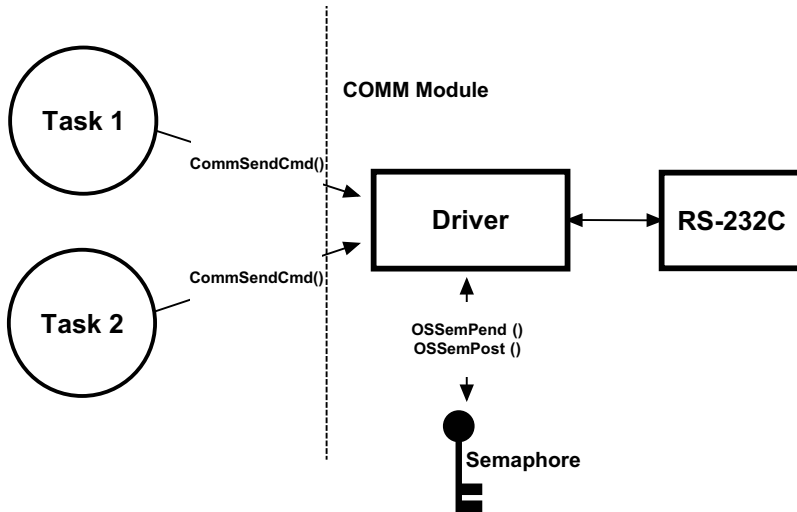 COMM Module
Task 1
CommSendCmd()
Driver
RS-232C
CommSendCmd()
Task 2
OSSemPend ()
OSSemPost ()
Semaphore